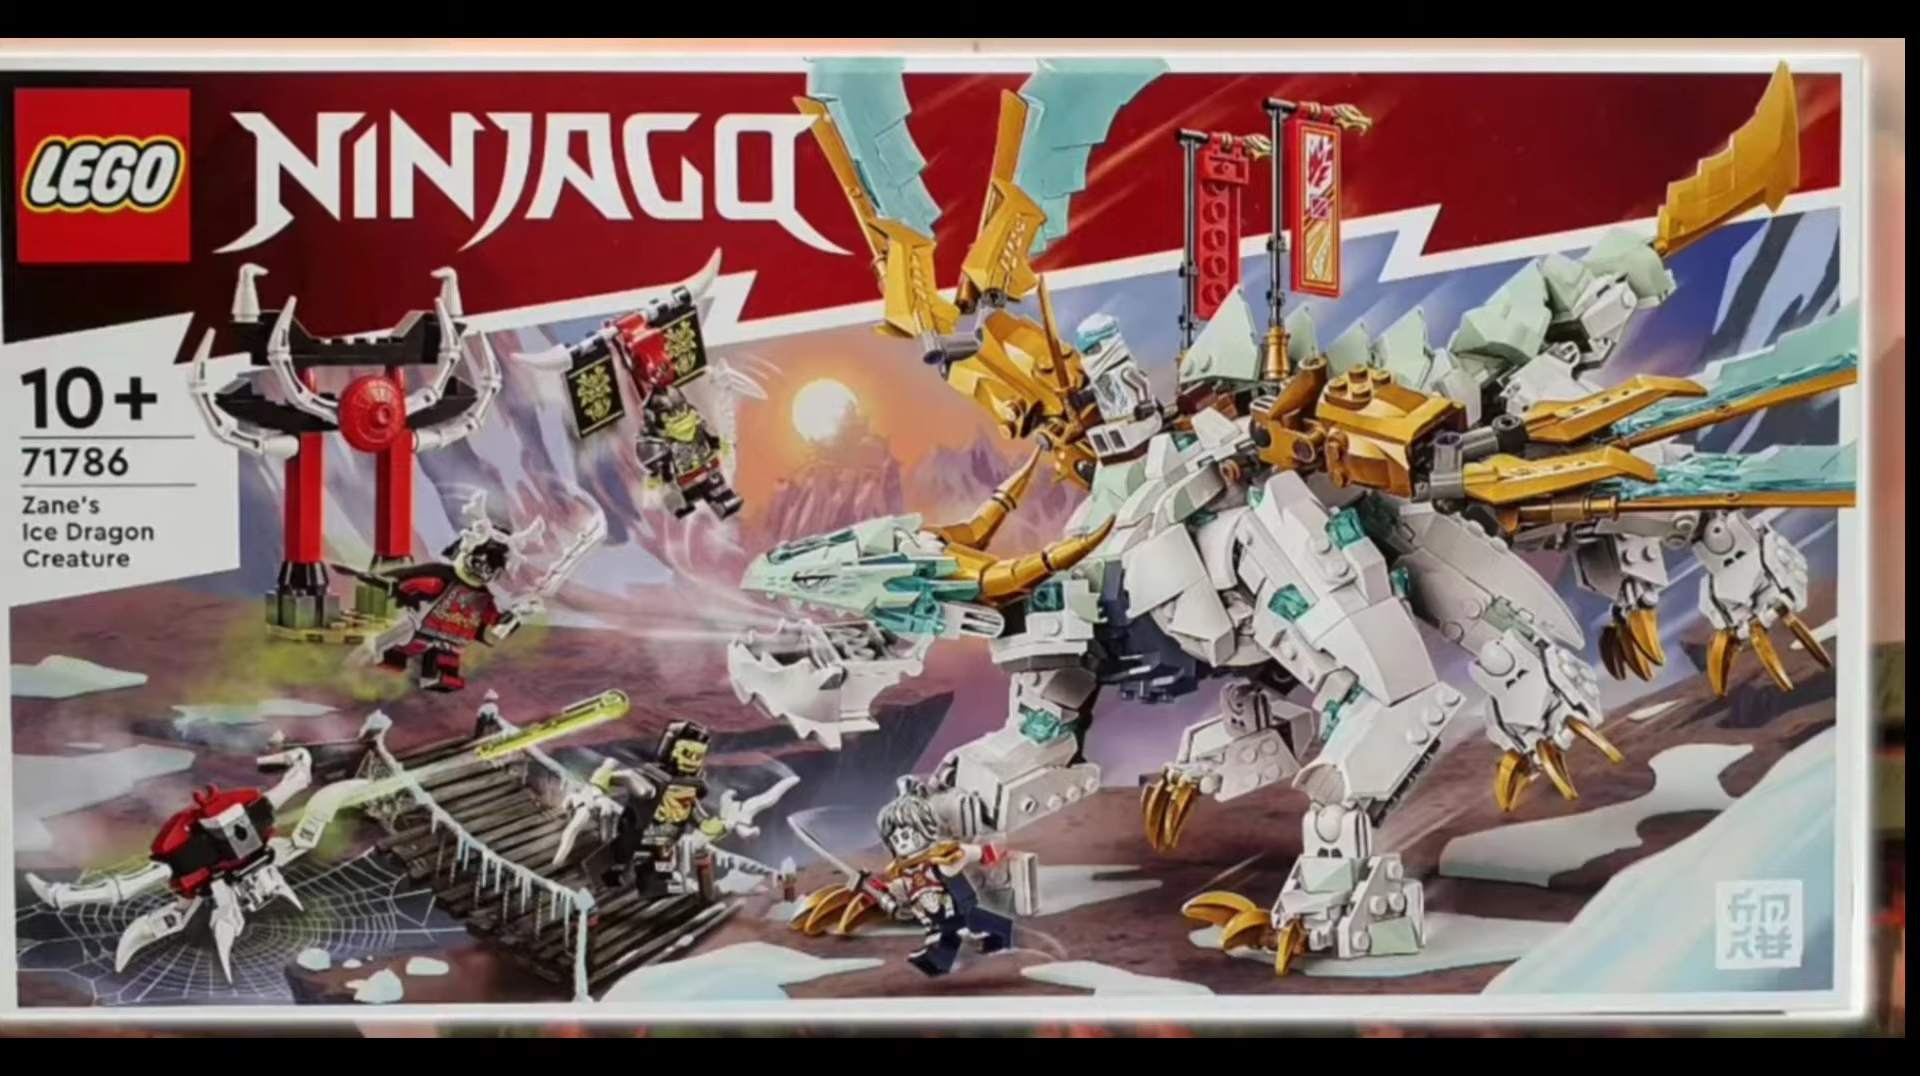 LEGO
NINJAGO
10+
71786
Zane's
Ice Dragon
Creature